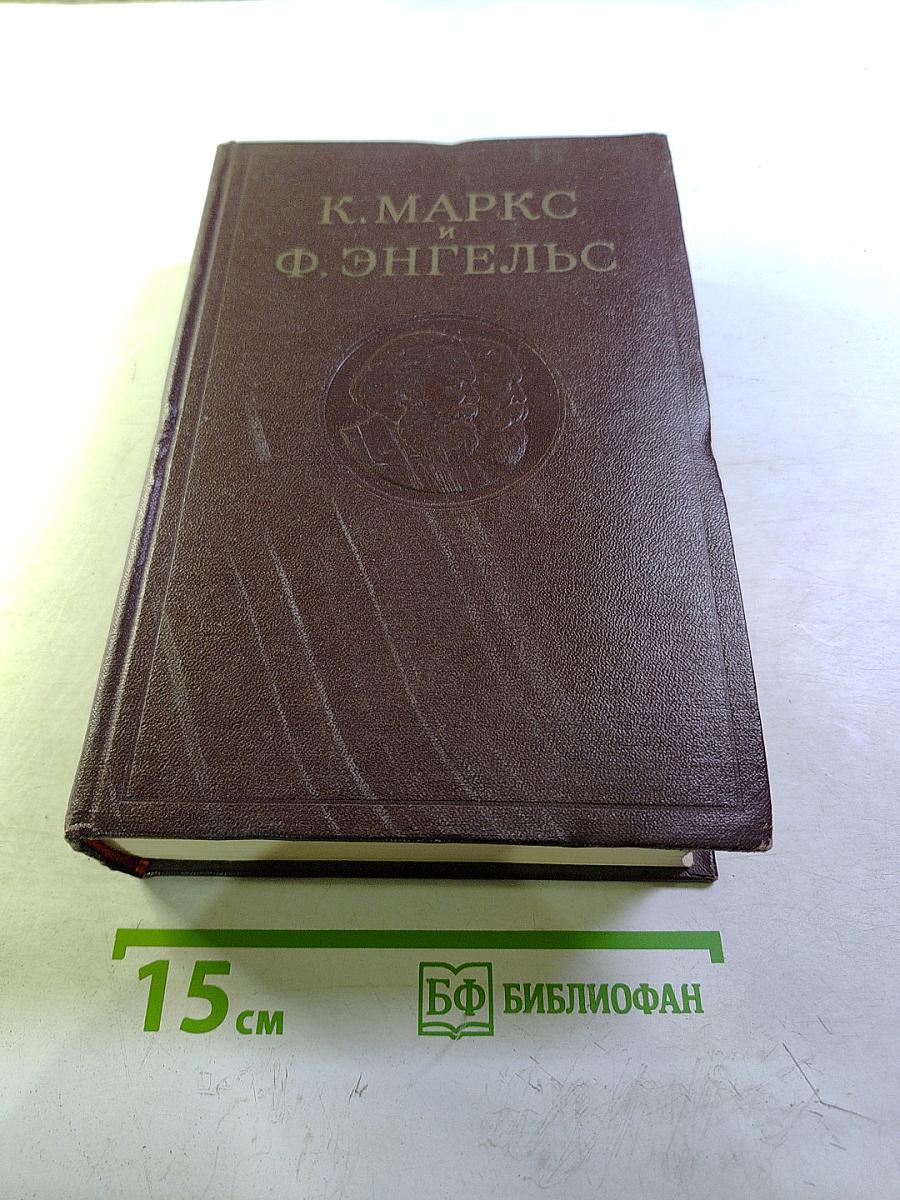 К. МАРКС
и
Ф. ЭНГЕЛЬС
15 см
БФ БИБЛИОФАН